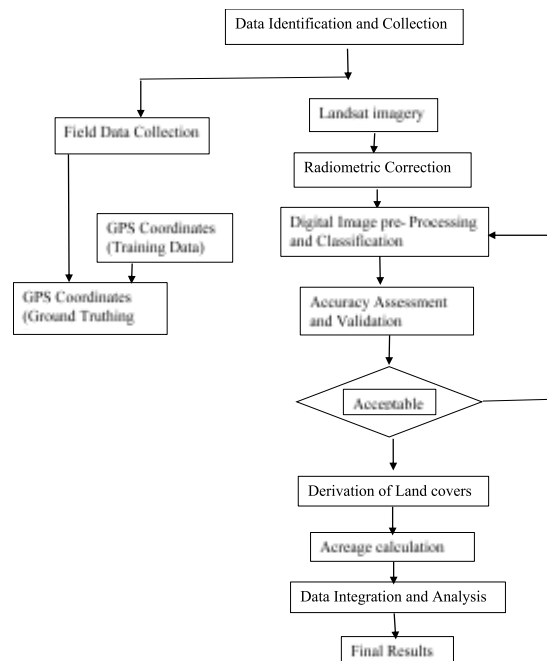 Data Identification and Collection
Landsat imagery
Field Data Collection
Radiometric Correction
GPS Coordinates
(Training Data)
Digital Image pre- Processing
and Classification
GPS Coordinates
(Ground Truthing
Accuracy Assessment
and Validation
Acceptable
Derivation of Land covers
Acreage calculation
Data Integration and Analysis
Final Results